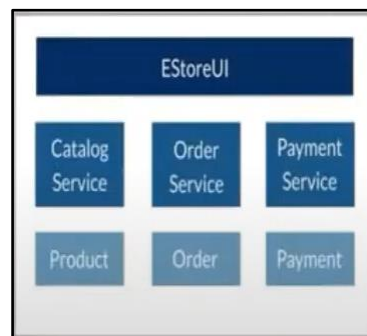 EStoreUI
Catalog
Service
Order
Service
Payment
Service
Product
Order
Payment